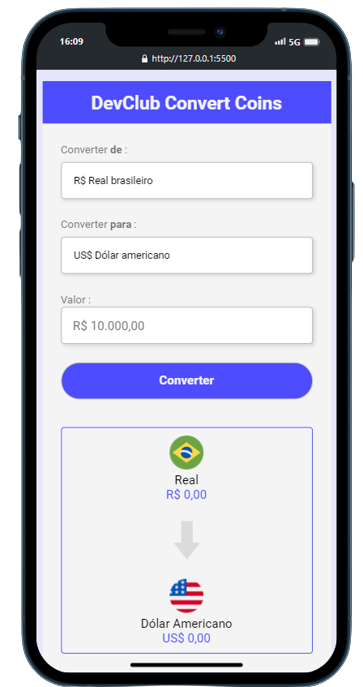 16:09
5G
http://127.0.0.1:5500
DevClub Convert Coins
Converter de :
R$ Real brasileiro
Converter para :
US$ Dólar americano
Valor :
R$ 10.000,00
Converter
Real
R$ 0,00
Dólar Americano
US$ 0,00